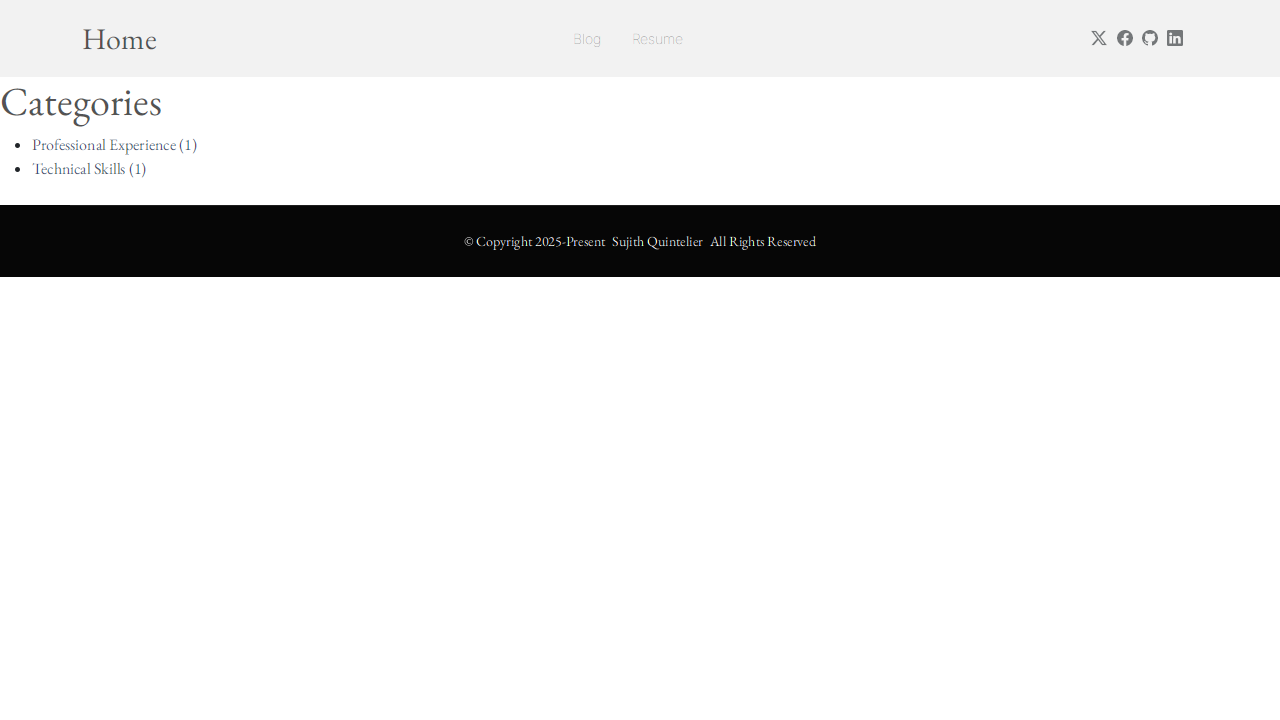 Home
Blog
Resume
Categories
Professional Experience (1)
Technical Skills (1)
© Copyright 2025-Present Sujith Quintelier All Rights Reserved